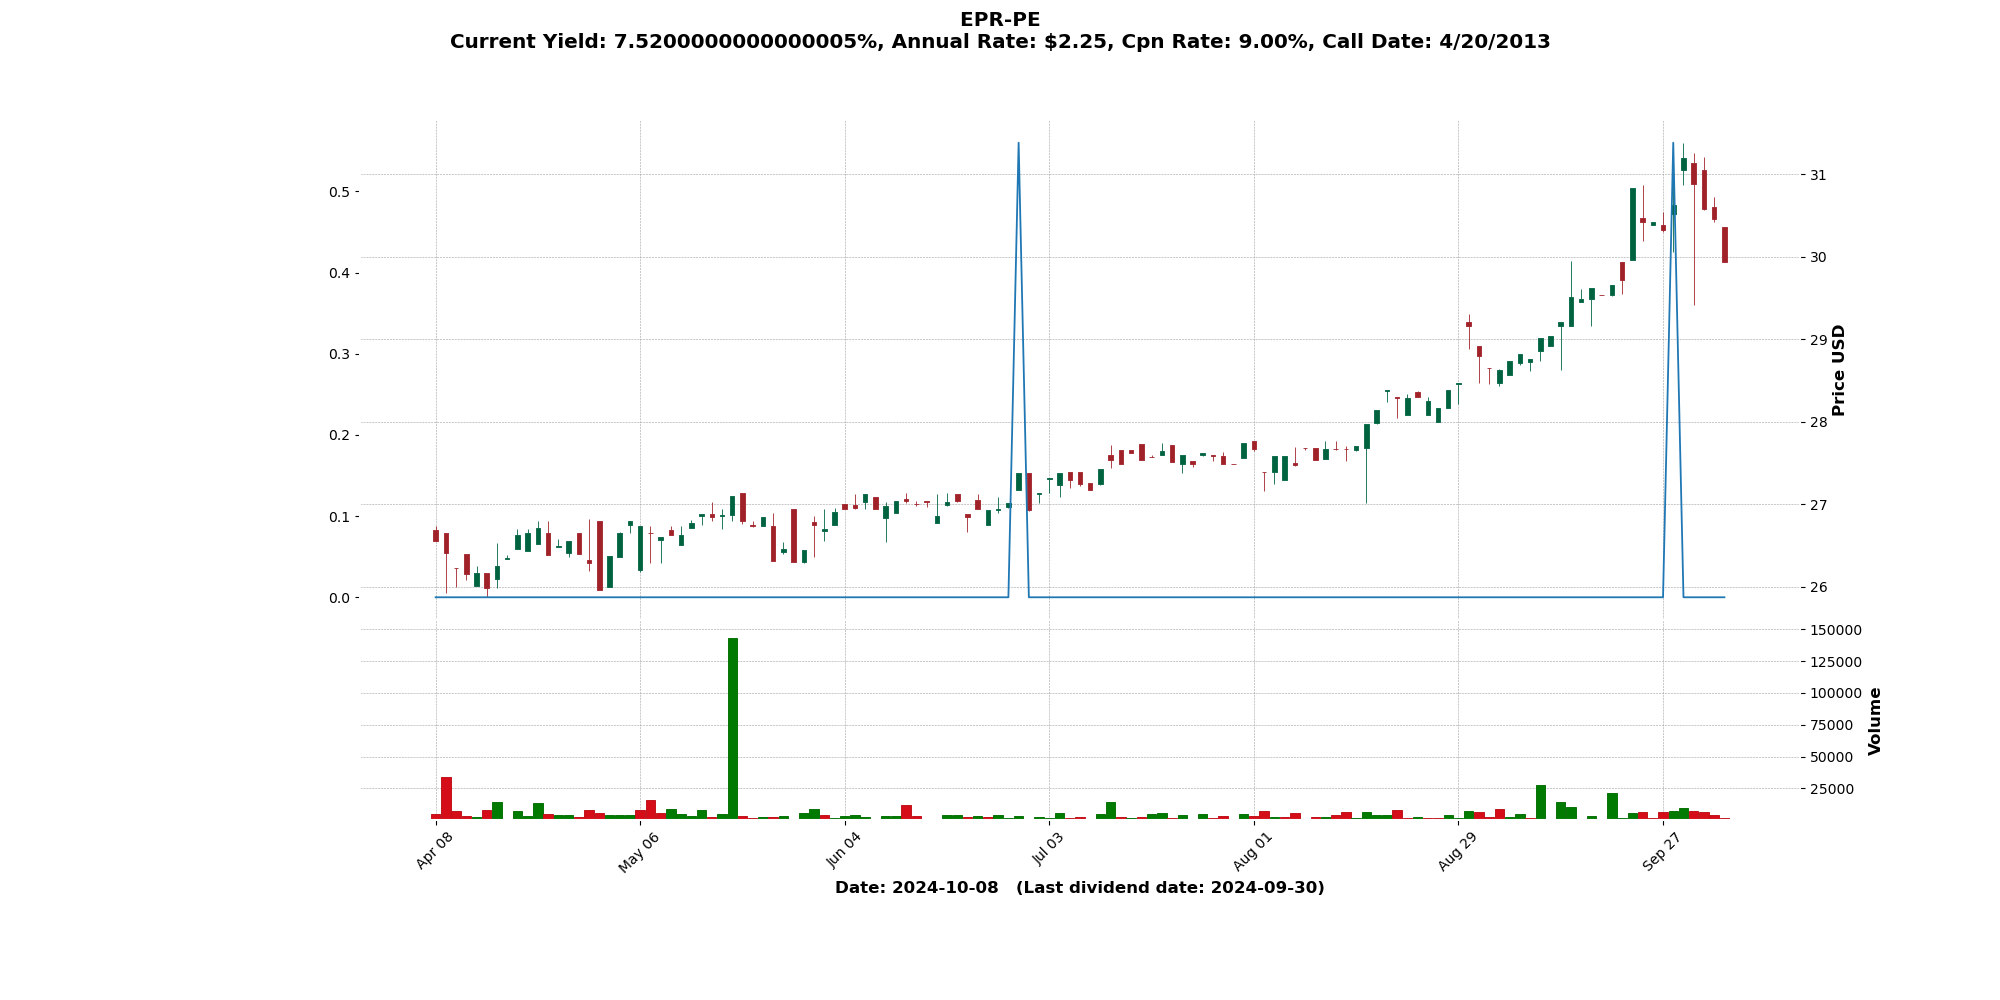 EPR-PE
Current Yield: 7.5200000000000005%, Annual Rate: $2.25, Cpn Rate: 9.00%, Call Date: 4/20/2013
0.5
0.4
0.3
0.2
0.1
0.0
31
30
29
28
27
26
Price USD
150000
125000
100000
75000
50000
25000
Volume
Apr 08
May 06
Jun 04
Jul 03
Aug 01
Aug 29
Sep 27
Date: 2024-10-08 (Last dividend date: 2024-09-30)